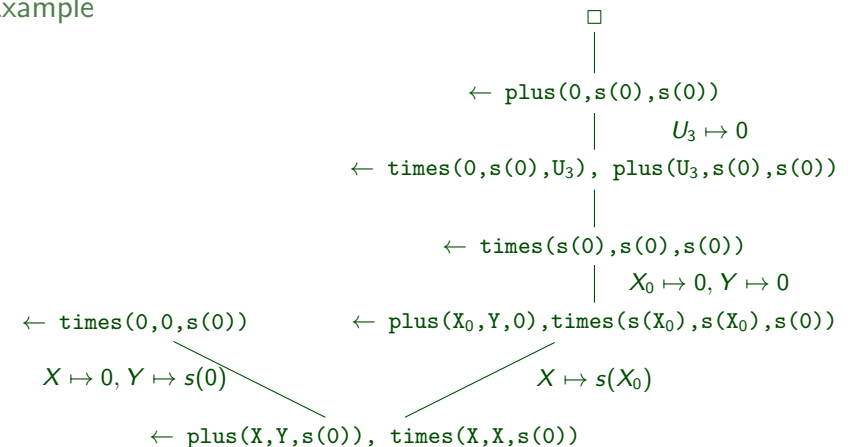 xample
□
← plus(0,s(0),s(0))
U₃ ↦ 0
← times(0,s(0),U₃), plus(U₃,s(0),s(0))
← times(s(0),s(0),s(0))
X₀ ↦ 0, Y ↦ 0
← times(0,0,s(0))
← plus(X₀,Y,0),times(s(X₀),s(X₀),s(0))
X ↦ 0, Y ↦ s(0)
X ↦ s(X₀)
← plus(X,Y,s(0)), times(X,X,s(0))